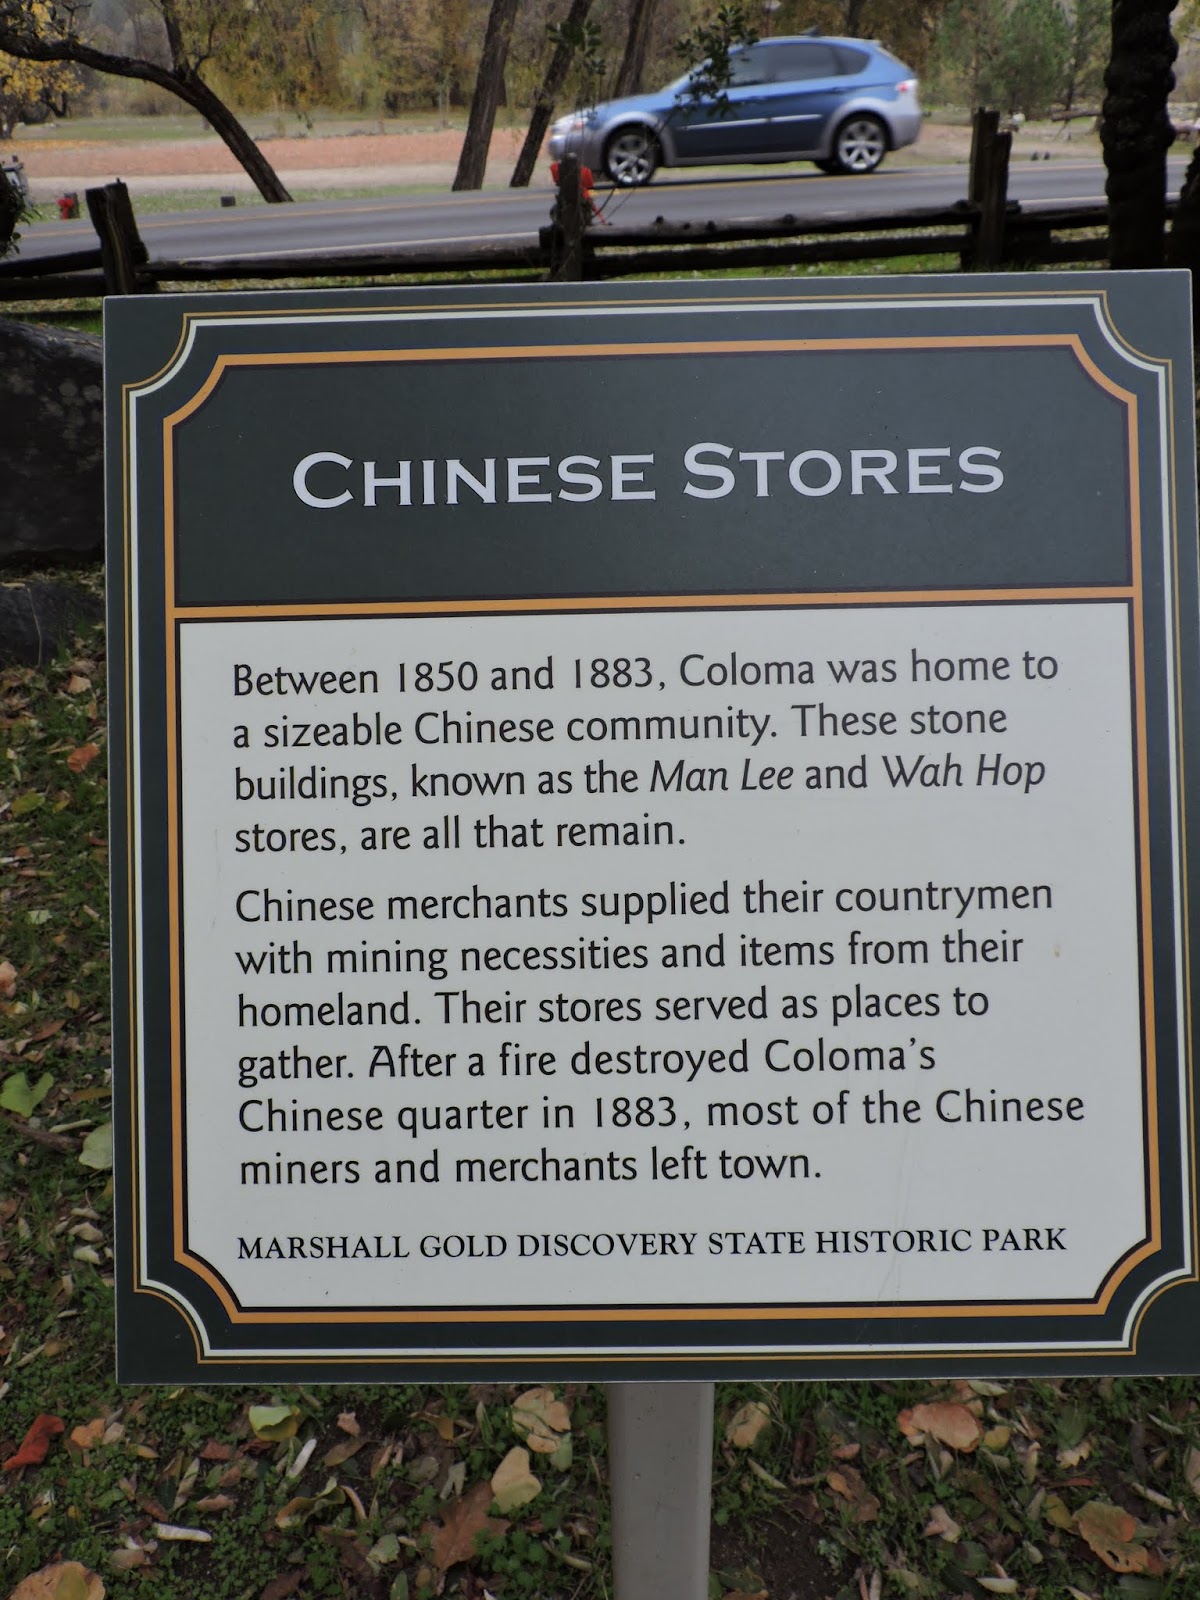 CHINESE STORES
Between 1850 and 1883, Coloma was home to
a sizeable Chinese community. These stone
buildings, known as the Man Lee and Wah Hop
stores, are all that remain.
Chinese merchants supplied their countrymen
with mining necessities and items from their
homeland. Their stores served as places to
gather. After a fire destroyed Coloma's
Chinese quarter in 1883, most of the Chinese
miners and merchants left town.
MARSHALL GOLD DISCOVERY STATE HISTORIC PARK